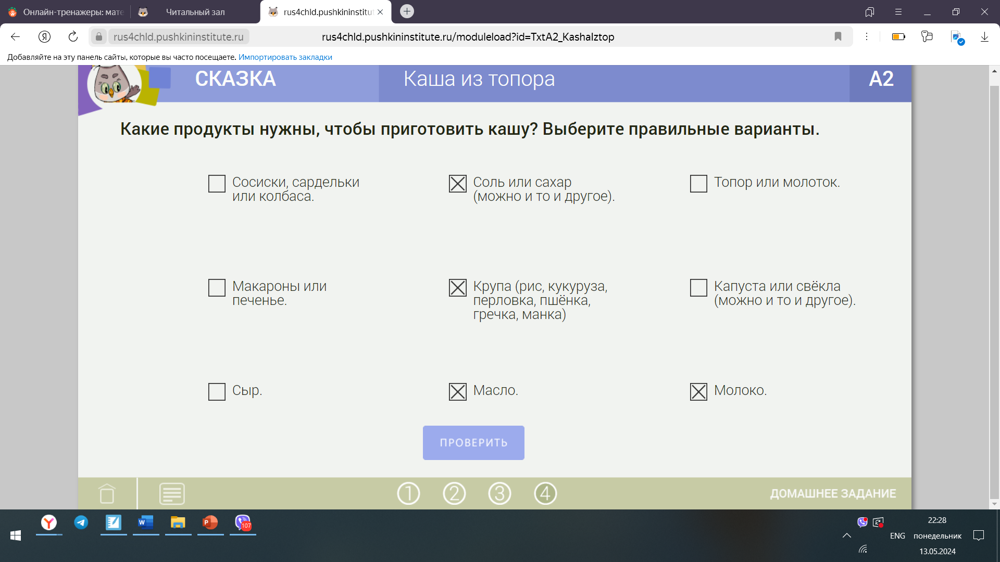 Онлайн-тренажеры: мате
Читальный зал
rus4chld.pushkininstitut
rus4chld.pushkininstitute.ru
rus4chld.pushkininstitute.ru/moduleload?id=TxtA2_KashaIztop
Добавляйте на эту панель сайты, которые вы часто посещаете. Импортировать закладки
СКАЗКА
Каша из топора
А2
Какие продукты нужны, чтобы приготовить кашу? Выберите правильные варианты.
Сосиски, сардельки
или колбаса.
Соль или сахар
(можно и то и другое).
Топор или молоток.
Макароны или
печенье.
Крупа (рис, кукуруза,
перловка, пшёнка,
гречка, манка)
Капуста или свёкла
(можно и то и другое).
Сыр.
Масло.
Молоко.
ПРОВЕРИТЬ
1
2
3
4
ДОМАШНЕЕ ЗАДАНИЕ
107
22:28
ENG
понедельник
13.05.2024